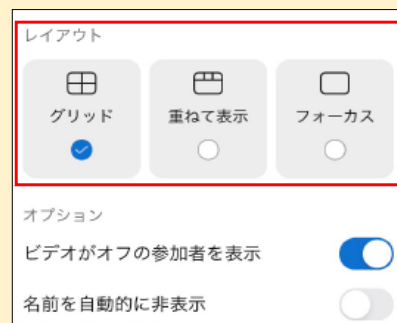 レイアウト
グリッド
重ねて表示
フォーカス
オプション
ビデオがオフの参加者を表示
名前を自動的に非表示